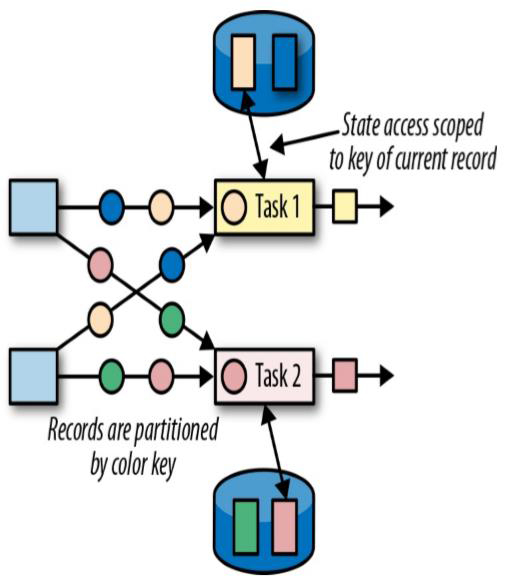 State access scoped
to key of current record
Task 1
Task 2
Records are partitioned
by color key